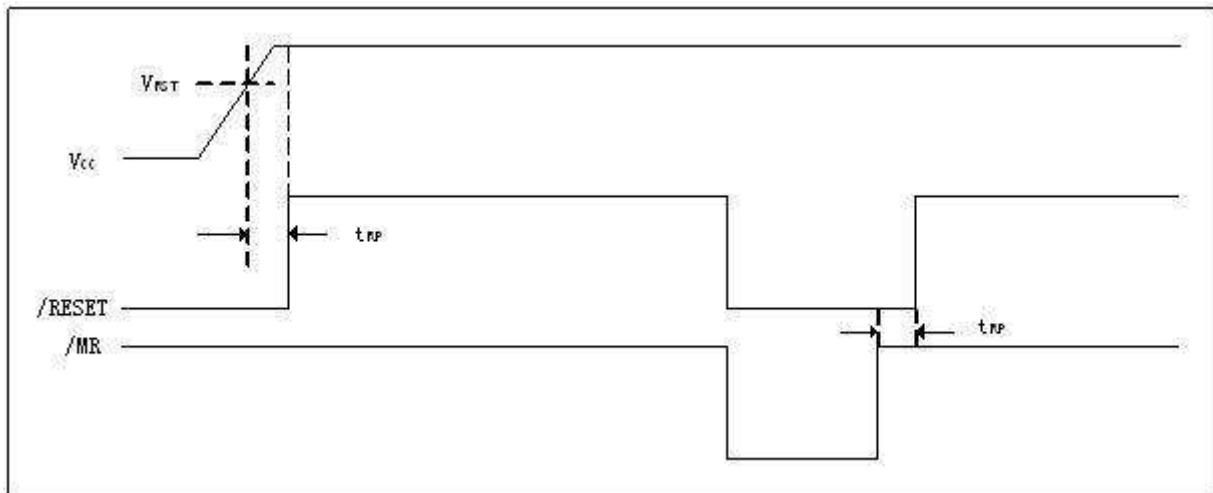 VRST
VCC
tRP
/RESET
/MR
tRP